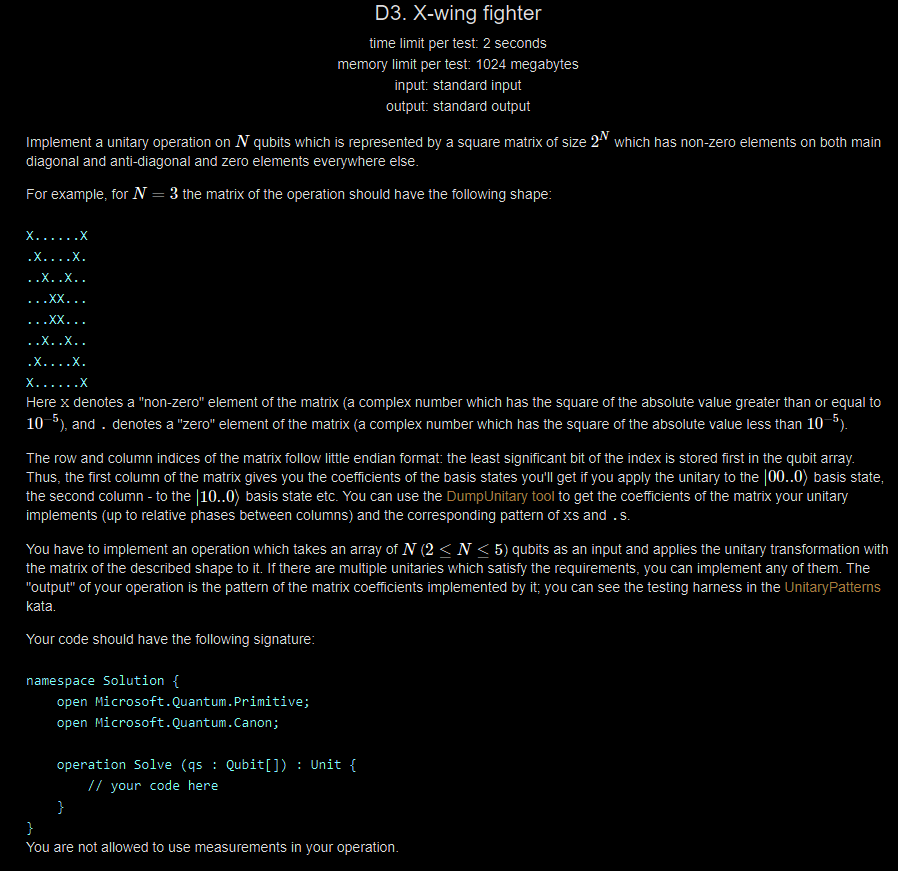 D3. X-wing fighter
time limit per test: 2 seconds
memory limit per test: 1024 megabytes
input: standard input
output: standard output
Implement a unitary operation on N qubits which is represented by a square matrix of size 2^N which has non-zero elements on both main
diagonal and anti-diagonal and zero elements everywhere else.
For example, for N = 3 the matrix of the operation should have the following shape:
X......X
.X....X.
..X..X..
...XX...
...XX...
..X..X..
.X....X.
X......X
Here X denotes a "non-zero" element of the matrix (a complex number which has the square of the absolute value greater than or equal to
10^−5), and . denotes a "zero" element of the matrix (a complex number which has the square of the absolute value less than 10^−5).
The row and column indices of the matrix follow little endian format: the least significant bit of the index is stored first in the qubit array.
Thus, the first column of the matrix gives you the coefficients of the basis states you'll get if you apply the unitary to the |00..0⟩ basis state,
the second column - to the |10..0⟩ basis state etc. You can use the DumpUnitary tool to get the coefficients of the matrix your unitary
implements (up to relative phases between columns) and the corresponding pattern of Xs and .s.
You have to implement an operation which takes an array of N (2 ≤ N ≤ 5) qubits as an input and applies the unitary transformation with
the matrix of the described shape to it. If there are multiple unitaries which satisfy the requirements, you can implement any of them. The
"output" of your operation is the pattern of the matrix coefficients implemented by it; you can see the testing harness in the UnitaryPatterns
kata.
Your code should have the following signature:
namespace Solution {
    open Microsoft.Quantum.Primitive;
    open Microsoft.Quantum.Canon;
    operation Solve (qs : Qubit[]) : Unit {
        // your code here
    }
}
You are not allowed to use measurements in your operation.